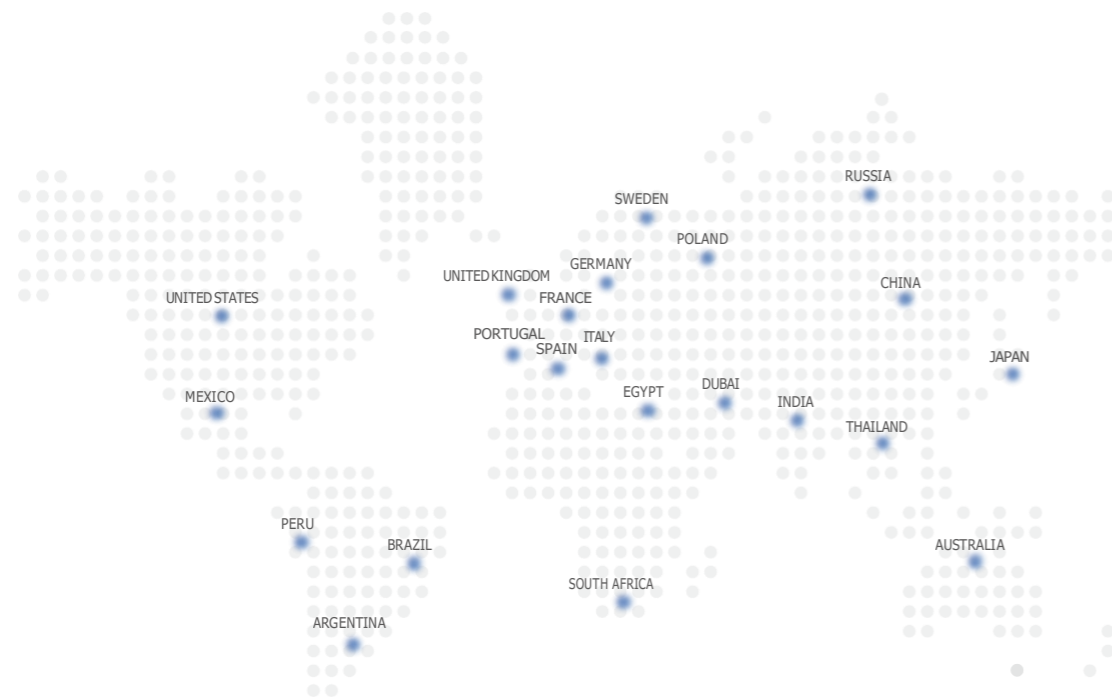 RUSSIA
SWEDEN
POLAND
GERMANY
UNITED KINGDOM
CHINA
UNITED STATES
FRANCE
PORTUGAL
ITALY
SPAIN
JAPAN
DUBAI
EGYPT
MEXICO
INDIA
THAILAND
PERU
BRAZIL
AUSTRALIA
SOUTH AFRICA
ARGENTINA